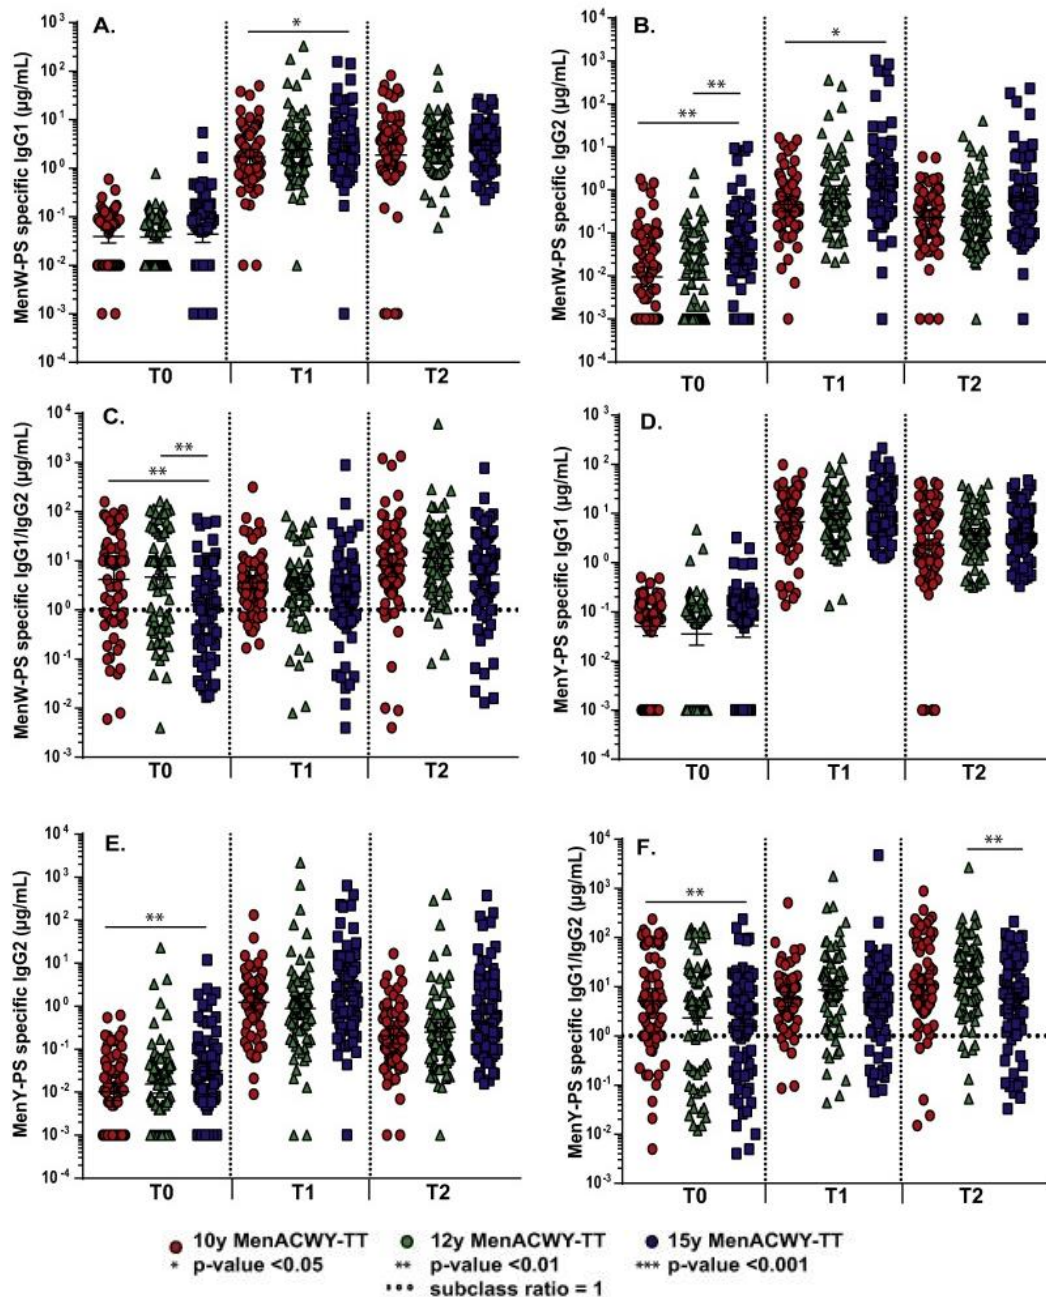 A.
*
MenW-PS specific IgG1 (µg/mL)
10³
10²
10¹
10⁰
10⁻¹
10⁻²
10⁻³
10⁻⁴
T0
T1
T2
B.
*
**
**
MenW-PS specific IgG2 (µg/mL)
10⁴
10³
10²
10¹
10⁰
10⁻¹
10⁻²
10⁻³
10⁻⁴
T0
T1
T2
C.
**
**
MenW-PS specific IgG1/IgG2 (µg/mL)
10⁴
10³
10²
10¹
10⁰
10⁻¹
10⁻²
10⁻³
T0
T1
T2
D.
MenY-PS specific IgG1 (µg/mL)
10³
10²
10¹
10⁰
10⁻¹
10⁻²
10⁻³
10⁻⁴
T0
T1
T2
E.
**
MenY-PS specific IgG2 (µg/mL)
10⁴
10³
10²
10¹
10⁰
10⁻¹
10⁻²
10⁻³
10⁻⁴
T0
T1
T2
F.
**
**
MenY-PS specific IgG1/IgG2 (µg/mL)
10⁴
10³
10²
10¹
10⁰
10⁻¹
10⁻²
10⁻³
T0
T1
T2
10y MenACWY-TT 12y MenACWY-TT 15y MenACWY-TT
* p-value <0.05 ** p-value <0.01 *** p-value <0.001
subclass ratio = 1